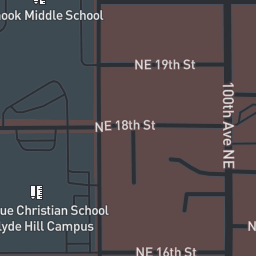 ook Middle School
NE 19th St
100th Ave NE
NE 18th St
ue Christian School
lyde Hill Campus
NE 16th St
N